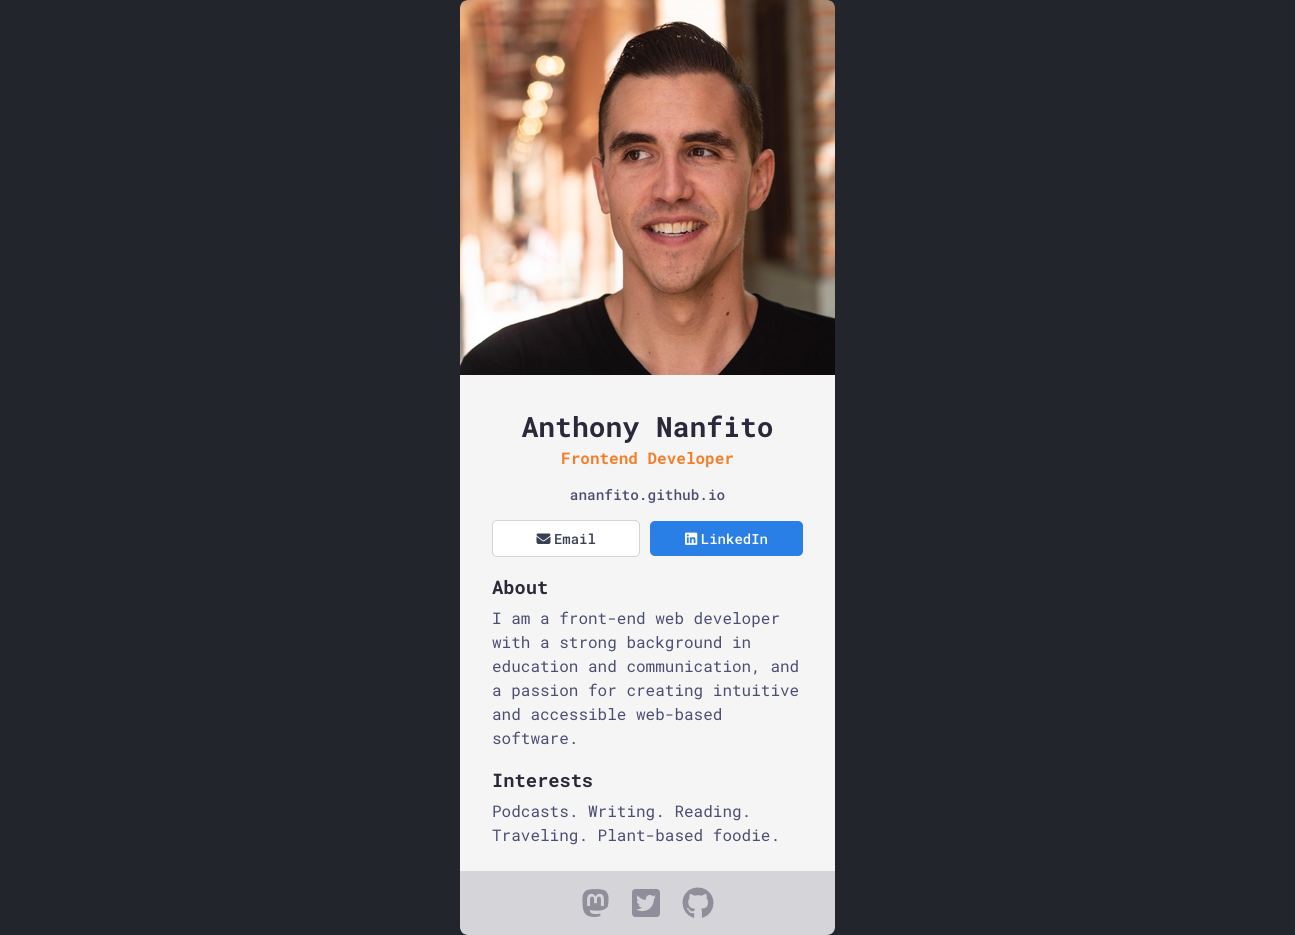 Anthony Nanfito
Frontend Developer
ananfito.github.io
Email
LinkedIn
About
I am a front-end web developer
with a strong background in
education and communication, and
a passion for creating intuitive
and accessible web-based
software.
Interests
Podcasts. Writing. Reading.
Traveling. Plant-based foodie.